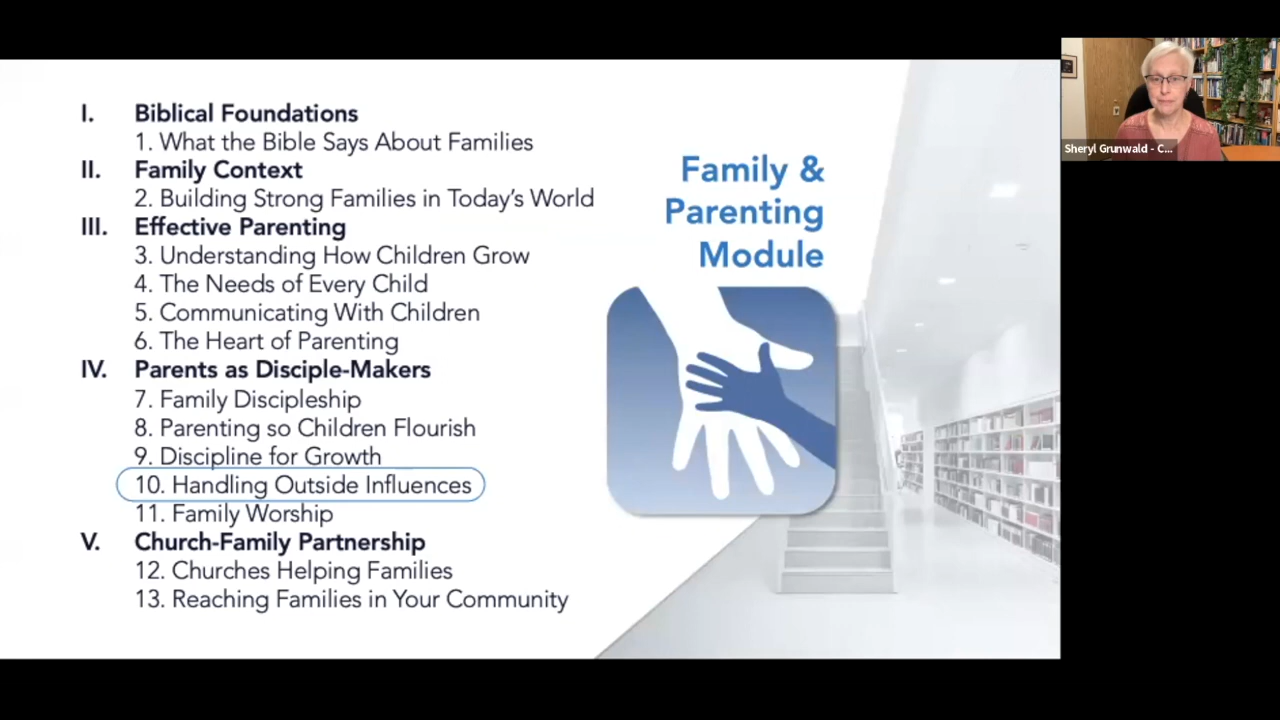 I. Biblical Foundations
1. What the Bible Says About Families
II. Family Context
2. Building Strong Families in Today's World
III. Effective Parenting
3. Understanding How Children Grow
4. The Needs of Every Child
5. Communicating With Children
6. The Heart of Parenting
IV. Parents as Disciple-Makers
7. Family Discipleship
8. Parenting so Children Flourish
9. Discipline for Growth
10. Handling Outside Influences
11. Family Worship
V. Church-Family Partnership
12. Churches Helping Families
13. Reaching Families in Your Community
Family &
Parenting
Module
Sheryl Grunwald - C...